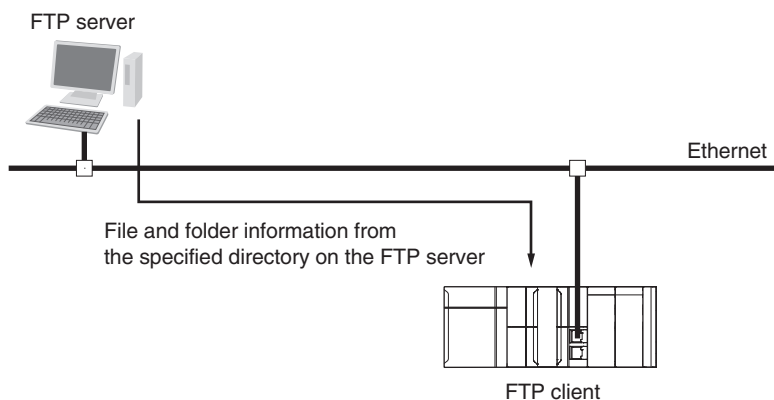 FTP server
Ethernet
File and folder information from
the specified directory on the FTP server
FTP client